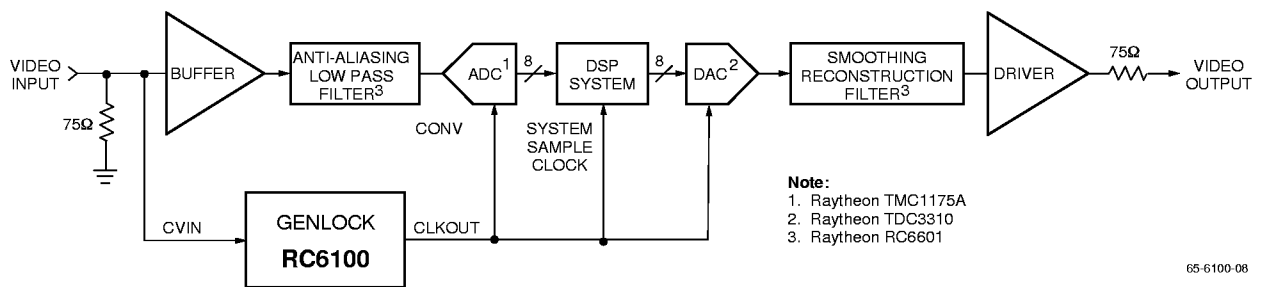 VIDEO
INPUT
75Ω
BUFFER
ANTI-ALIASING
LOW PASS
FILTER3
ADC1
8
DSP
SYSTEM
8
DAC2
SMOOTHING
RECONSTRUCTION
FILTER3
DRIVER
75Ω
VIDEO
OUTPUT
CONV
SYSTEM
SAMPLE
CLOCK
CVIN
GENLOCK
RC6100
CLKOUT
Note:
1. Raytheon TMC1175A
2. Raytheon TDC3310
3. Raytheon RC6601
65-6100-08